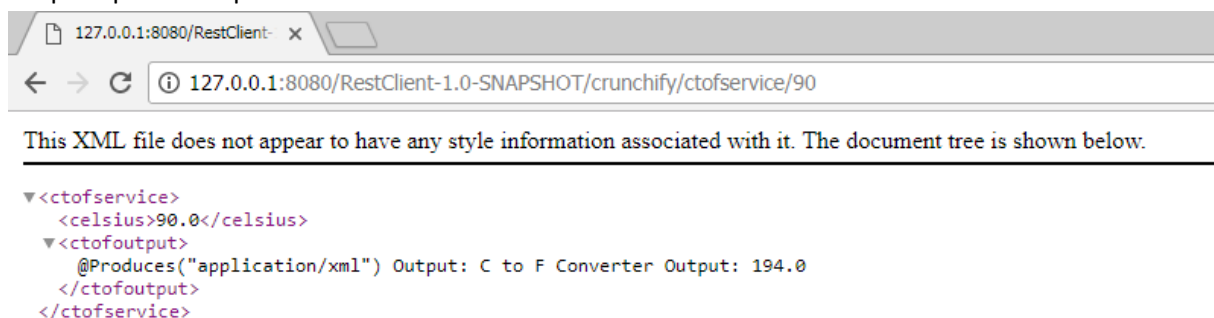 127.0.0.1:8080/RestClient-
127.0.0.1:8080/RestClient-1.0-SNAPSHOT/crunchify/ctofservice/90
This XML file does not appear to have any style information associated with it. The document tree is shown below.
<ctofservice>
<celsius>90.0</celsius>
<ctofoutput>
@Produces("application/xml") Output: C to F Converter Output: 194.0
</ctofoutput>
</ctofservice>